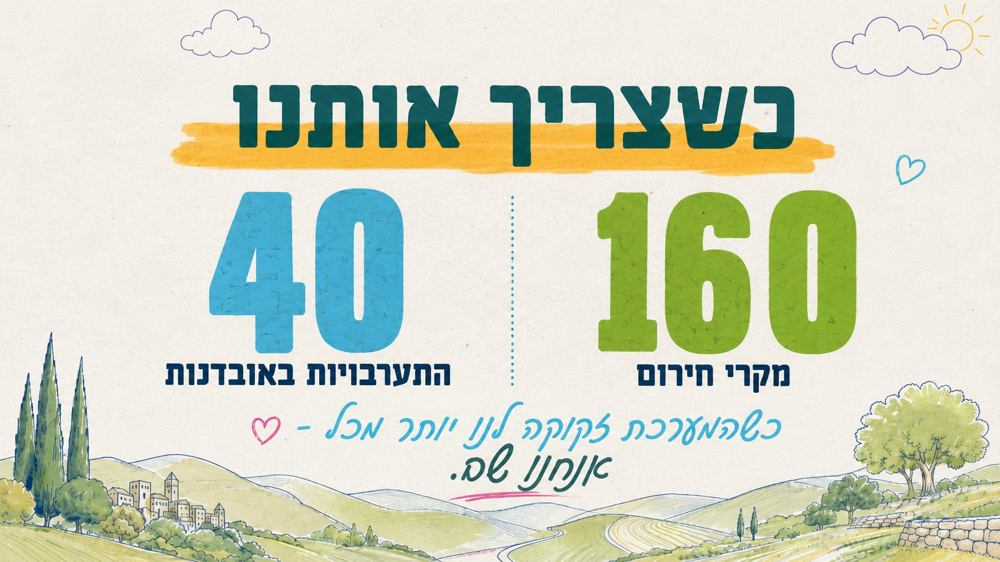 כשצריך אותנו
160
מקרי חירום
40
התערבויות באובדנות
כשהמערכת זקוקה לנו יותר מכל -
אנחנו שם.